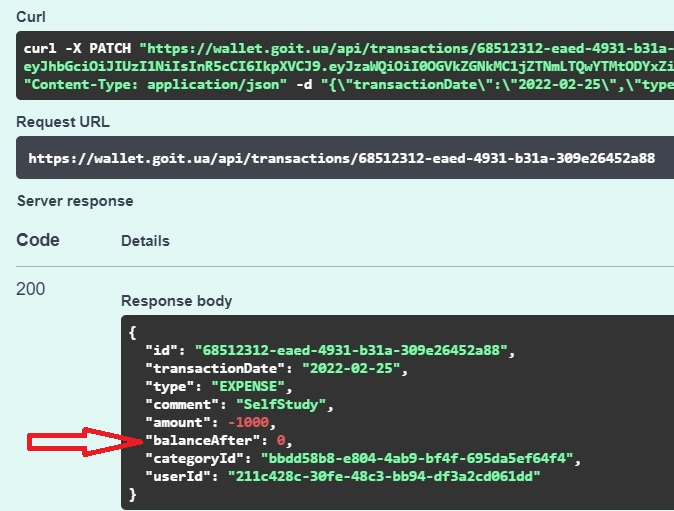 Curl
curl -X PATCH "https://wallet.goit.ua/api/transactions/68512312-eaed-4931-b31a-
eyJhbGciOiJIUzI1NiIsInR5cCI6IkpXVCJ9.eyJzaWQiOiI0OGVkZGNkMC1jZTNmLTQwYTMtODYxZi
"Content-Type: application/json" -d "{\"transactionDate\":\"2022-02-25\",\"type
Request URL
https://wallet.goit.ua/api/transactions/68512312-eaed-4931-b31a-309e26452a88
Server response
Code Details
200
Response body
{
"id": "68512312-eaed-4931-b31a-309e26452a88",
"transactionDate": "2022-02-25",
"type": "EXPENSE",
"comment": "SelfStudy",
"amount": -1000,
"balanceAfter": 0,
"categoryId": "bbdd58b8-e804-4ab9-bf4f-695da5ef64f4",
"userId": "211c428c-30fe-48c3-bb94-df3a2cd061dd"
}